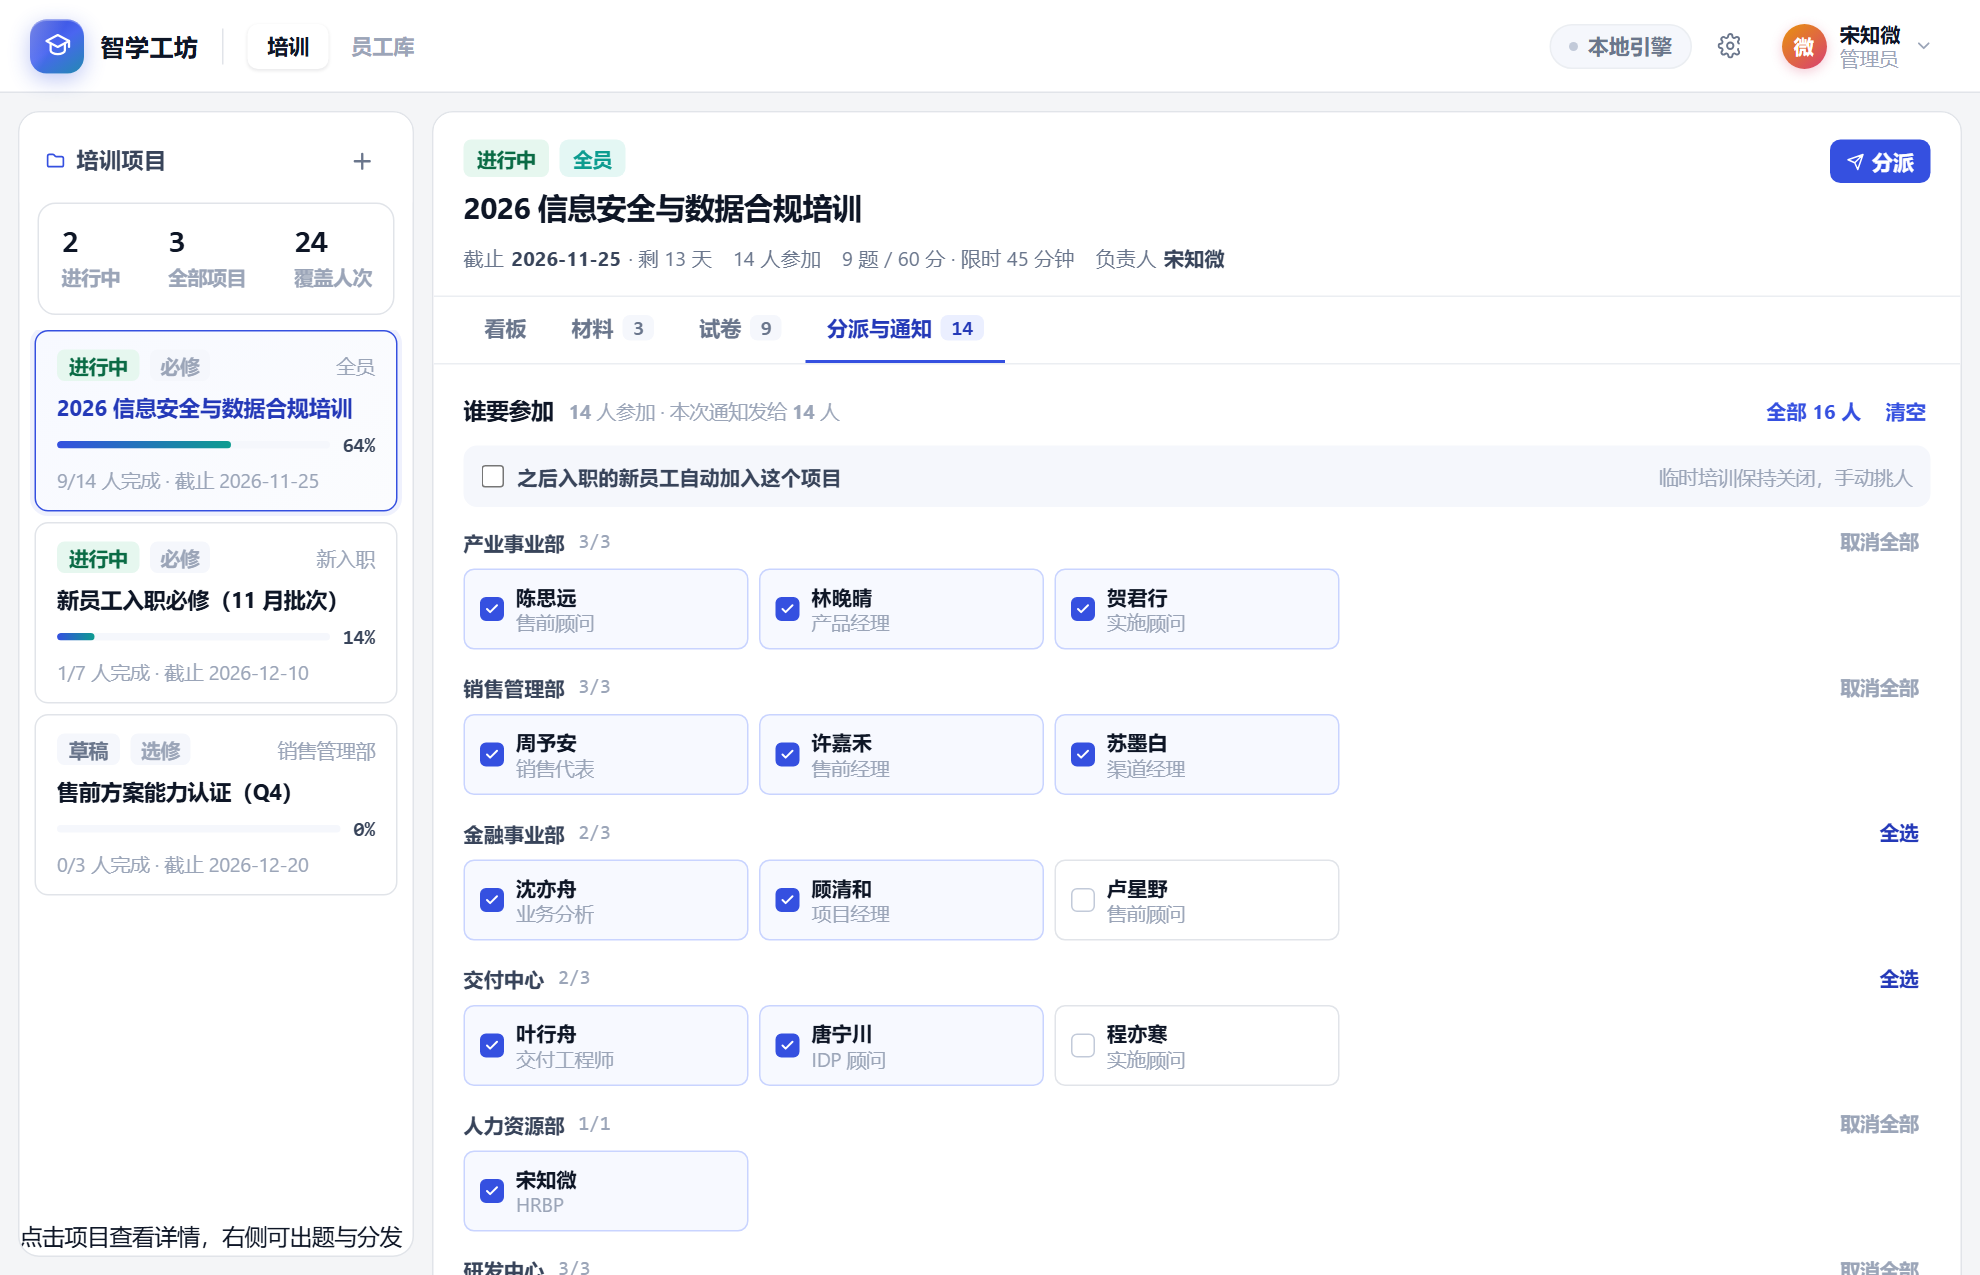 智学工坊
培训
员工库
本地引擎
微
宋知微
管理员
培训项目
2
进行中
3
全部项目
24
覆盖人次
进行中 必修 全员
2026 信息安全与数据合规培训
64%
9/14 人完成 · 截止 2026-11-25
进行中 必修 新入职
新员工入职必修（11 月批次）
14%
1/7 人完成 · 截止 2026-12-10
草稿 选修 销售管理部
售前方案能力认证（Q4）
0%
0/3 人完成 · 截止 2026-12-20
点击项目查看详情，右侧可出题与分发
进行中 全员
分派
2026 信息安全与数据合规培训
截止 2026-11-25 · 剩 13 天 14 人参加 9 题 / 60 分 · 限时 45 分钟 负责人 宋知微
看板 材料 3 试卷 9 分派与通知 14
谁要参加 14 人参加 · 本次通知发给 14 人 全部 16 人 清空
之后入职的新员工自动加入这个项目 临时培训保持关闭，手动挑人
产业事业部 3/3 取消全部
陈思远
售前顾问
林晚晴
产品经理
贺君行
实施顾问
销售管理部 3/3 取消全部
周予安
销售代表
许嘉禾
售前经理
苏墨白
渠道经理
金融事业部 2/3 全选
沈亦舟
业务分析
顾清和
项目经理
卢星野
售前顾问
交付中心 2/3 全选
叶行舟
交付工程师
唐宁川
IDP 顾问
程亦寒
实施顾问
人力资源部 1/1 取消全部
宋知微
HRBP
研发中心 3/3 取消全部